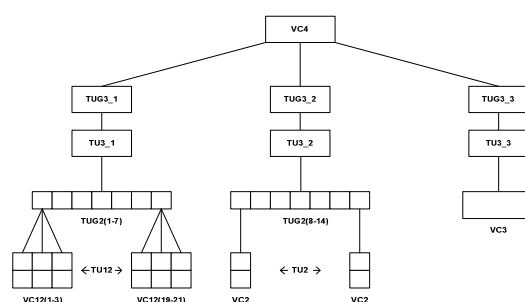 VC4
TUG3_1 TUG3_2 TUG3_3
TU3_1 TU3_2 TU3_3
TUG2(1-7) TUG2(8-14)
VC3
TU12 TU2
VC12(1-3) VC12(19-21) VC2 VC2